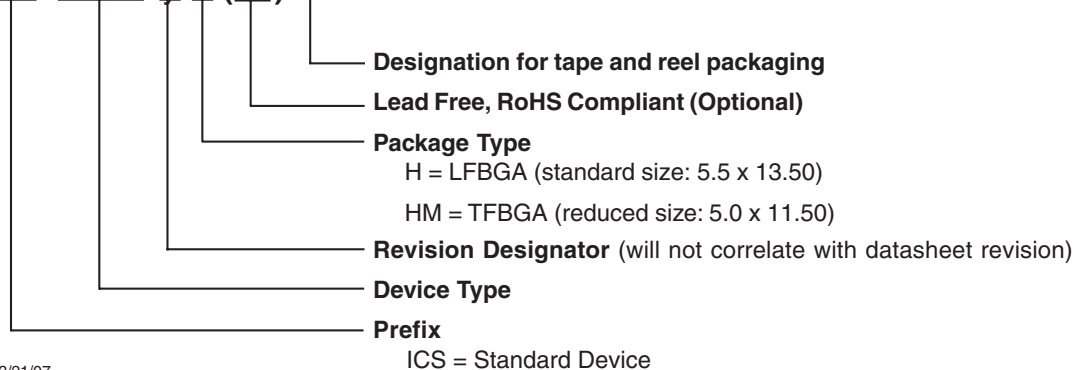 Designation for tape and reel packaging
Lead Free, RoHS Compliant (Optional)
Package Type
H = LFBGA (standard size: 5.5 x 13.50)
HM = TFBGA (reduced size: 5.0 x 11.50)
Revision Designator (will not correlate with datasheet revision)
Device Type
Prefix
ICS = Standard Device